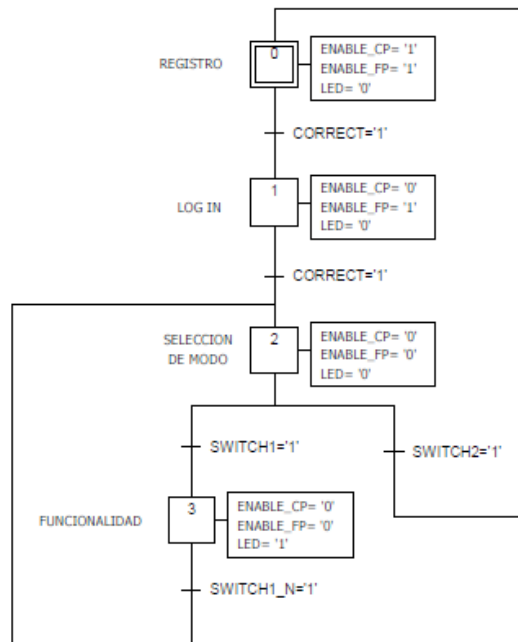 REGISTRO
0
ENABLE_CP= '1'
ENABLE_FP= '1'
LED= '0'
CORRECT='1'
LOG IN
1
ENABLE_CP= '0'
ENABLE_FP= '1'
LED= '0'
CORRECT='1'
SELECCION
DE MODO
2
ENABLE_CP= '0'
ENABLE_FP= '0'
LED= '0'
SWITCH1='1'
SWITCH2='1'
FUNCIONALIDAD
3
ENABLE_CP= '0'
ENABLE_FP= '0'
LED= '1'
SWITCH1_N='1'